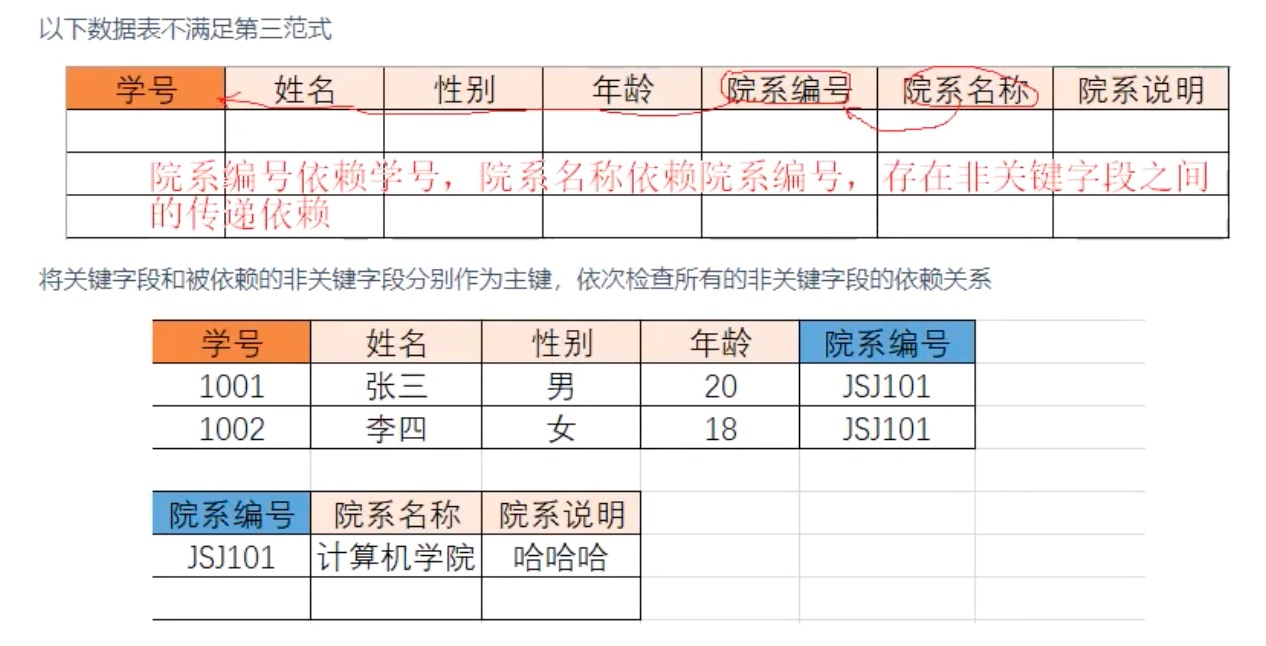 以下数据表不满足第三范式
学号 姓名 性别 年龄 院系编号 院系名称 院系说明
院系编号依赖学号，院系名称依赖院系编号，存在非关键字段之间
的传递依赖
将关键字段和被依赖的非关键字段分别作为主键，依次检查所有的非关键字段的依赖关系
学号 姓名 性别 年龄 院系编号
1001 张三 男 20 JSJ101
1002 李四 女 18 JSJ101
院系编号 院系名称 院系说明
JSJ101 计算机学院 哈哈哈